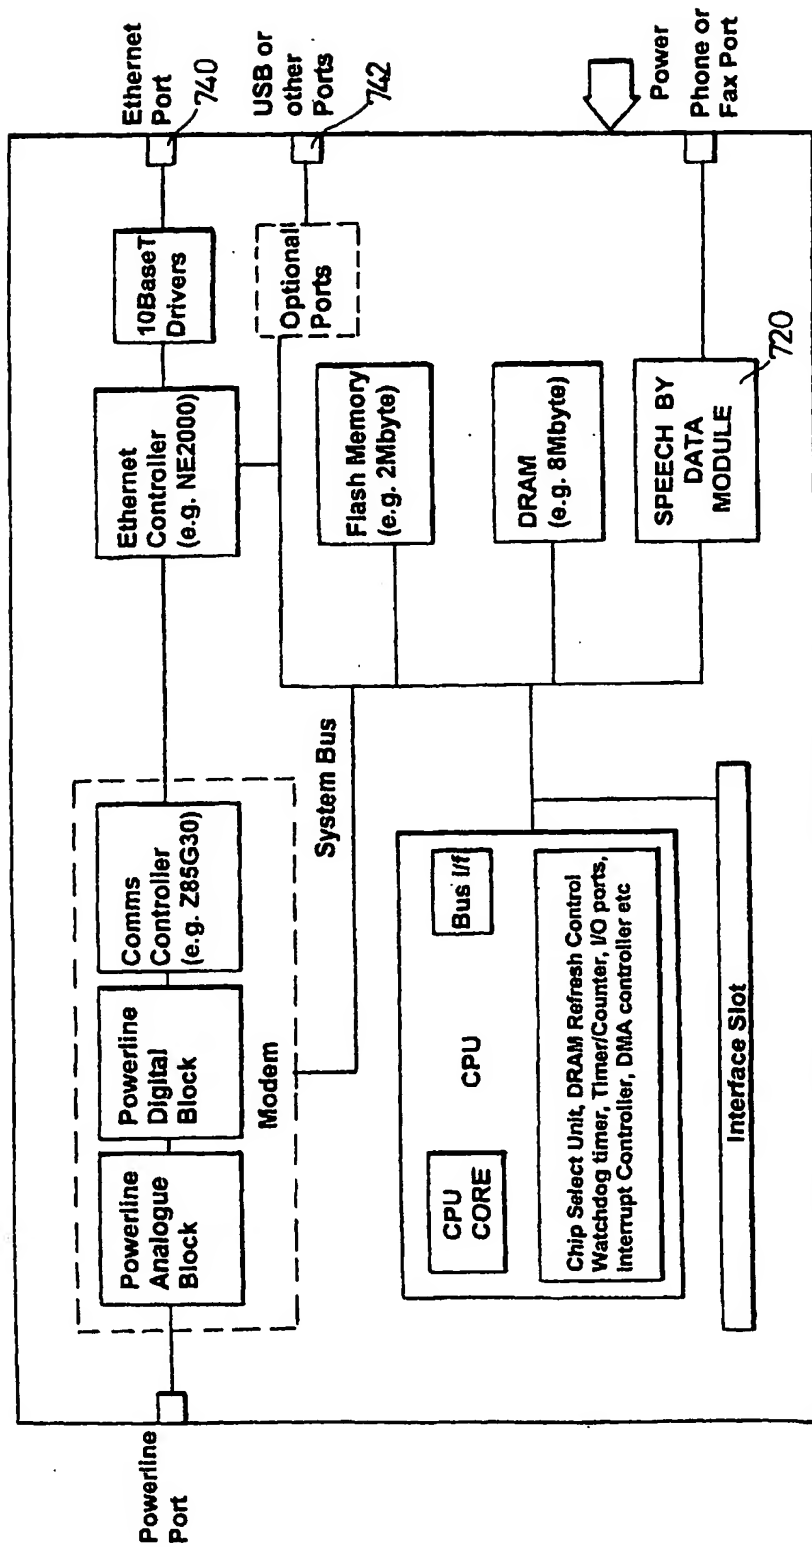 Powerline
Port
Powerline
Analogue
Block
Powerline
Digital
Block
Comms
Controller
(e.g. Z85G30)
Modem
Ethernet
Controller
(e.g. NE2000)
10BaseT
Drivers
Ethernet
Port
740
USB or
other
Ports
742
Optional
Ports
System Bus
Flash Memory
(e.g. 2Mbyte)
DRAM
(e.g. 8Mbyte)
Power
Phone or
Fax Port
SPEECH BY
DATA
MODULE
720
CPU
CORE
CPU
Bus I/f
Chip Select Unit, DRAM Refresh Control
Watchdog timer, Timer/Counter, I/O ports,
Interrupt Controller, DMA controller etc
Interface Slot